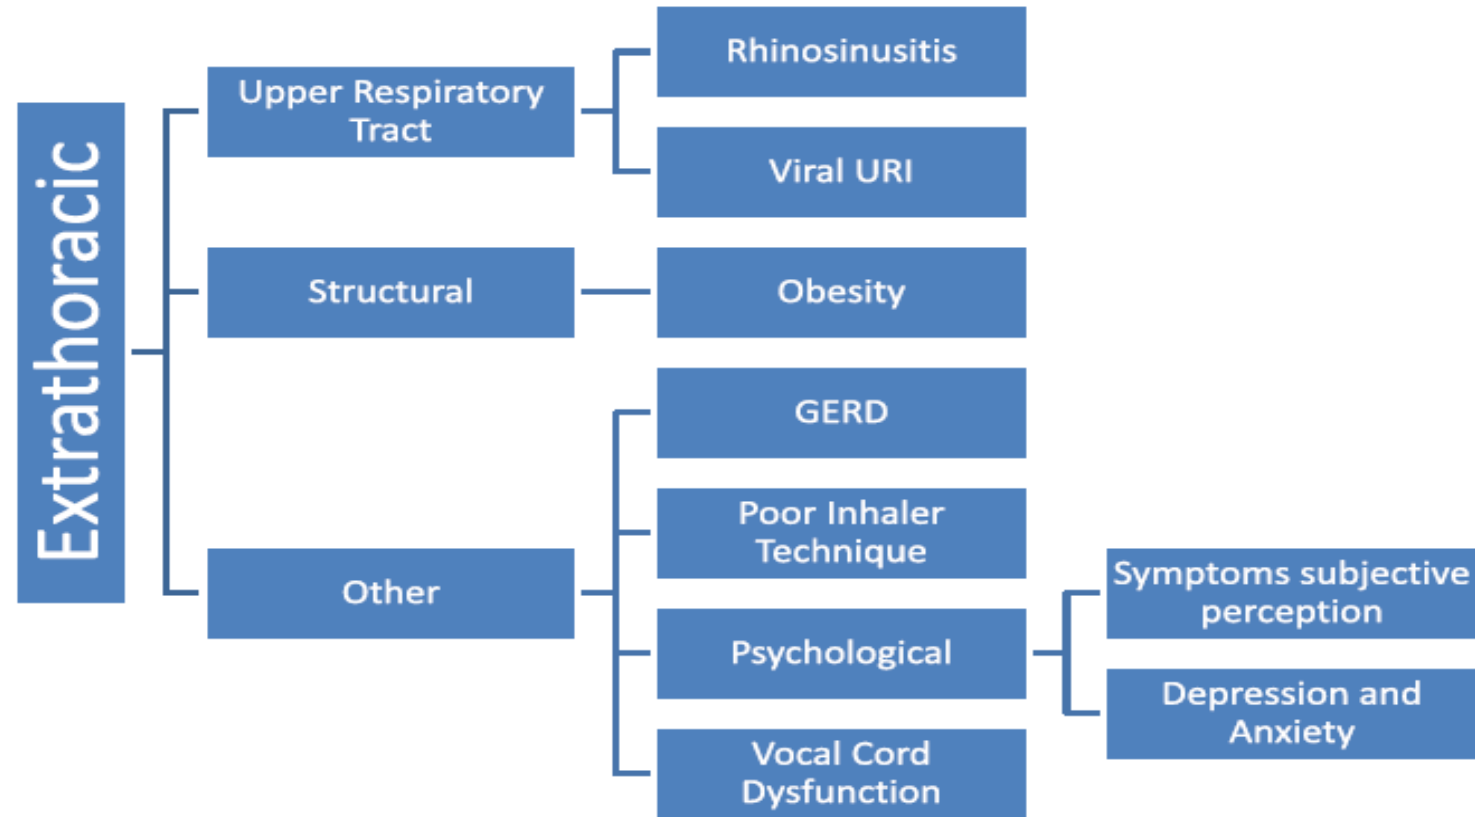 Extrathoracic
Upper Respiratory
Tract
Rhinosinusitis
Viral URI
Structural
Obesity
Other
GERD
Poor Inhaler
Technique
Psychological
Symptoms subjective
perception
Depression and
Anxiety
Vocal Cord
Dysfunction